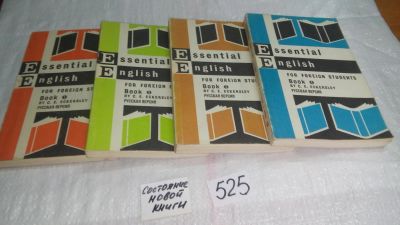 Essential
English
FOR FOREIGN ST
Book
BY C. E. ECKERSLEY
РУССКАЯ ВЕРСИЯ
Essential
English
FOR FOREIGN STUD
Book
BY C. E. ECKERSLEY
РУССКАЯ ВЕРСИЯ
Essential
English
FOR FOREIGN STUDENTS
Book
BY C. E. ECKERSLEY
РУССКАЯ ВЕРСИЯ
Essential
English
FOR FOREIGN STUDENTS
Book
BY C. E. ECKERSLEY
РУССКАЯ ВЕРСИЯ
СОСТОЯНИЕ
НОВОЙ
КНИГИ
525